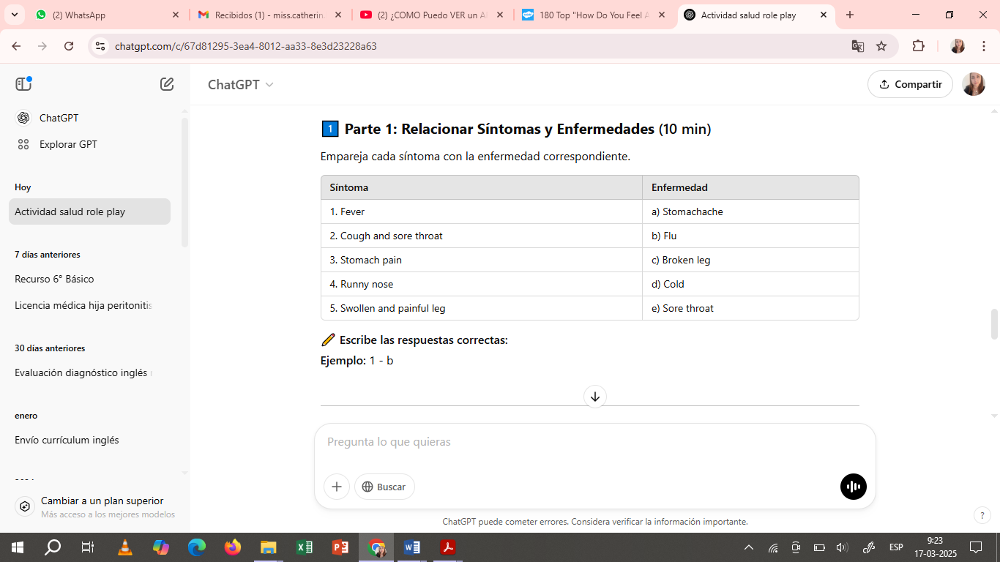 (2) WhatsApp
Recibidos (1) - miss.catherin
(2) ¿COMO Puedo VER un A
180 Top "How Do You Feel A
Actividad salud role play
chatgpt.com/c/67d81295-3ea4-8012-aa33-8e3d23228a63
ChatGPT
Compartir
ChatGPT
Explorar GPT
Hoy
Actividad salud role play
7 días anteriores
Recurso 6° Básico
Licencia médica hija peritonitis
30 días anteriores
Evaluación diagnóstico inglés
enero
Envío currículum inglés
Cambiar a un plan superior
Más acceso a los mejores modelos
1 Parte 1: Relacionar Síntomas y Enfermedades (10 min)
Empareja cada síntoma con la enfermedad correspondiente.
Síntoma Enfermedad
1. Fever a) Stomachache
2. Cough and sore throat b) Flu
3. Stomach pain c) Broken leg
4. Runny nose d) Cold
5. Swollen and painful leg e) Sore throat
Escribe las respuestas correctas:
Ejemplo: 1 - b
Pregunta lo que quieras
Buscar
ChatGPT puede cometer errores. Considera verificar la información importante.
?
ESP
9:23
17-03-2025